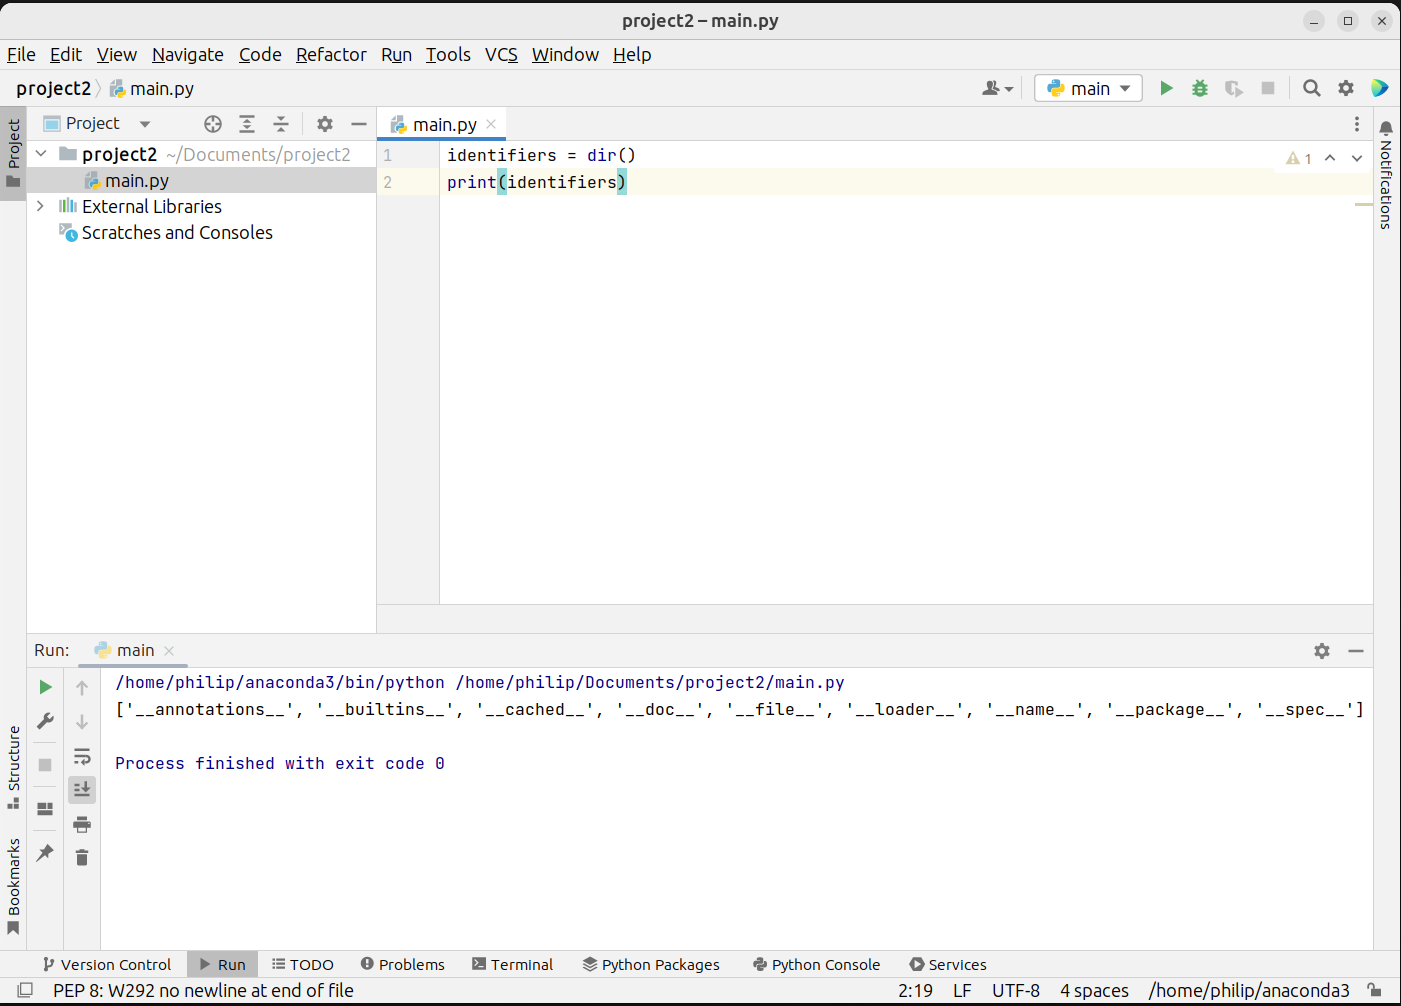 project2 – main.py
File Edit View Navigate Code Refactor Run Tools VCS Window Help
project2 main.py
main
Project
Project
main.py
project2 ~/Documents/project2
main.py
External Libraries
Scratches and Consoles
1 identifiers = dir()
2 print(identifiers)
1
Notifications
Run: main
/home/philip/anaconda3/bin/python /home/philip/Documents/project2/main.py
['__annotations__', '__builtins__', '__cached__', '__doc__', '__file__', '__loader__', '__name__', '__package__', '__spec__']
Process finished with exit code 0
Structure
Bookmarks
Version Control Run TODO Problems Terminal Python Packages Python Console Services
PEP 8: W292 no newline at end of file 2:19 LF UTF-8 4 spaces /home/philip/anaconda3